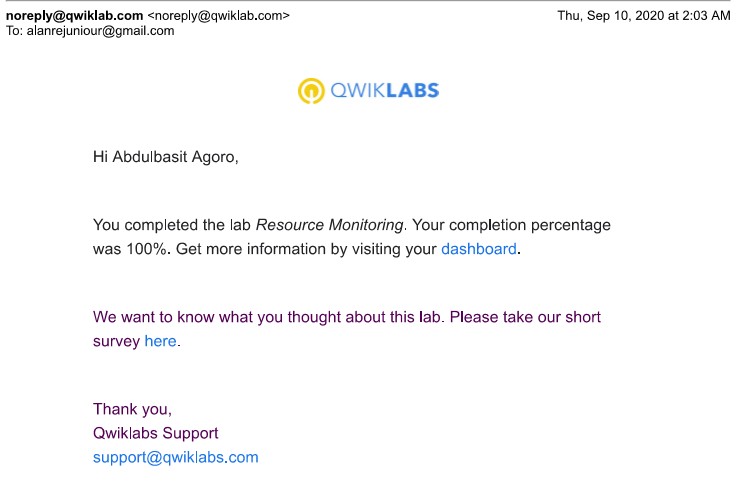 noreply@qwiklab.com <noreply@qwiklab.com> Thu, Sep 10, 2020 at 2:03 AM
To: alanrejuniour@gmail.com
QWIKLABS
Hi Abdulbasit Agoro,
You completed the lab Resource Monitoring. Your completion percentage
was 100%. Get more information by visiting your dashboard.
We want to know what you thought about this lab. Please take our short
survey here.
Thank you,
Qwiklabs Support
support@qwiklabs.com